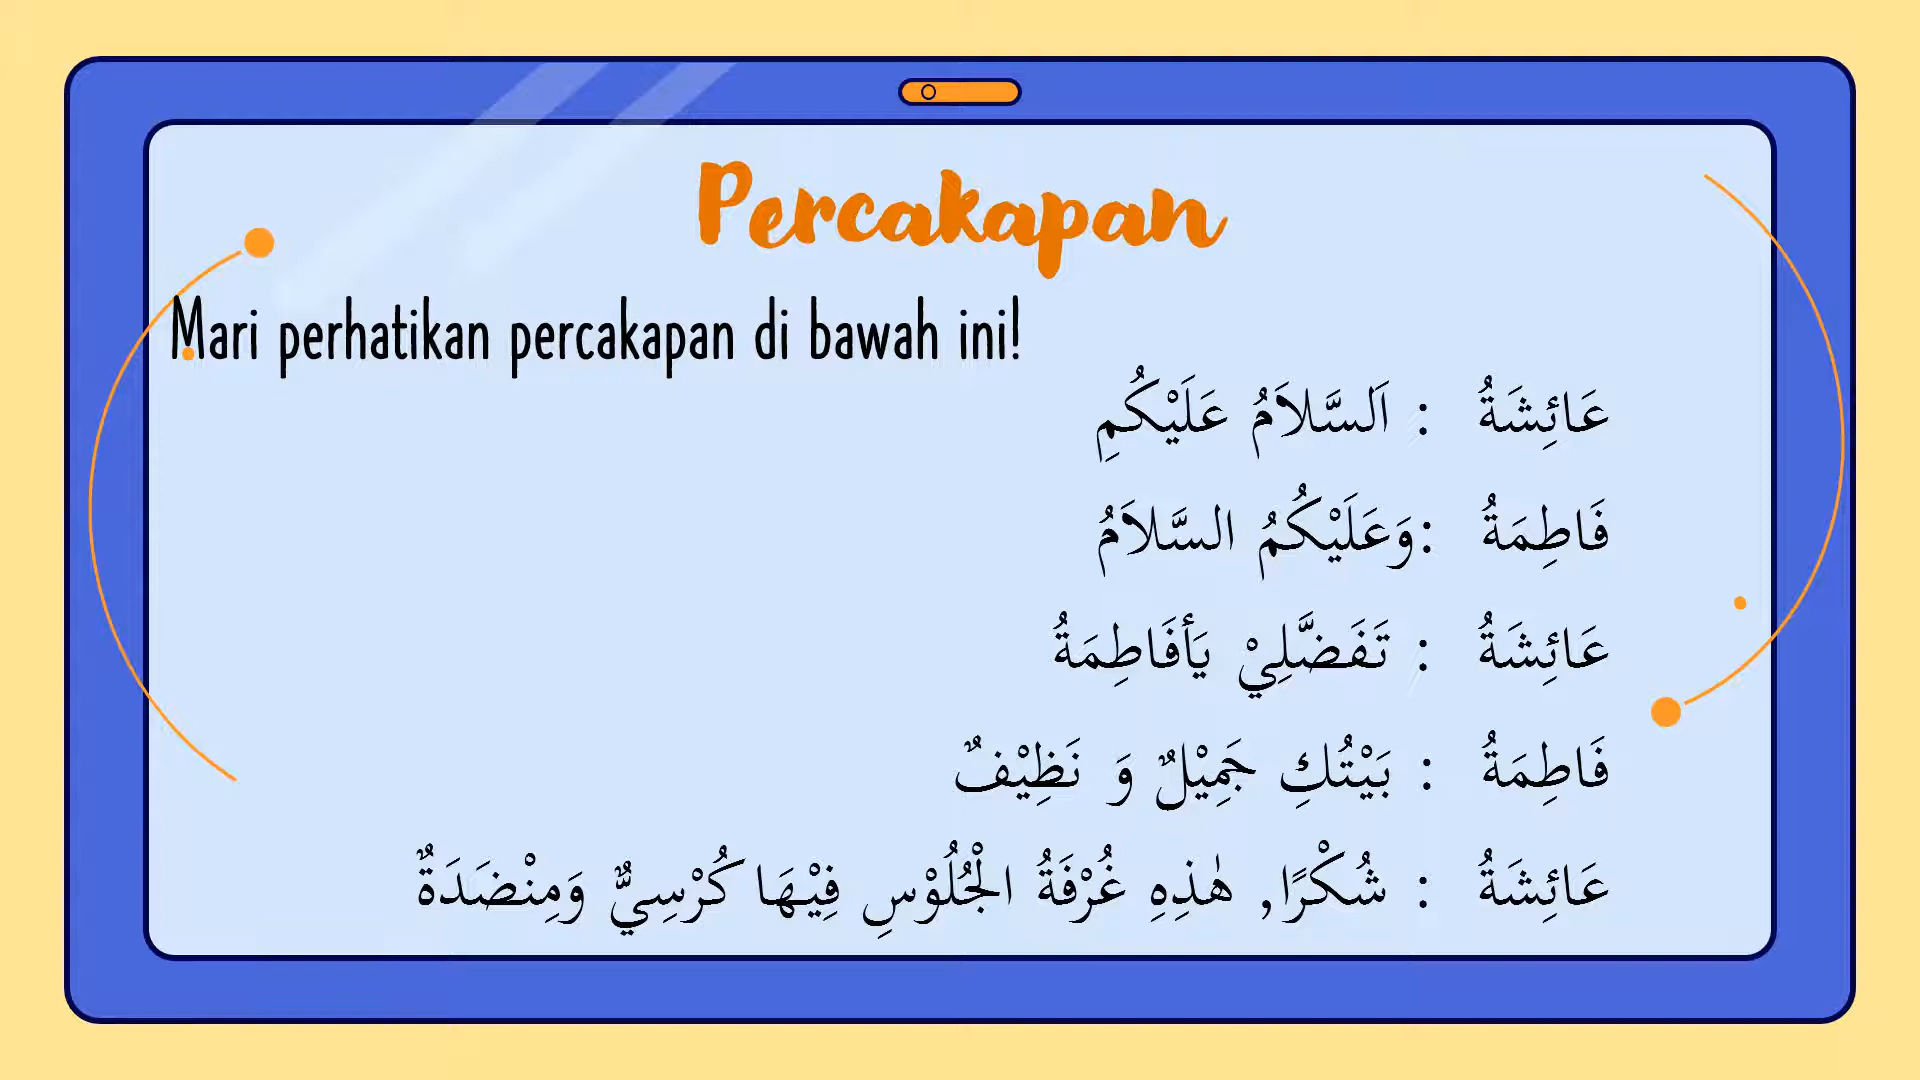 Percakapan
Mari perhatikan percakapan di bawah ini!
عَائِشَةُ : اَلسَّلاَمُ عَلَيْكُمِ
فَاطِمَةُ :وَعَلَيْكُمُ السَّلاَمُ
عَائِشَةُ : تَفَضَّلِيْ يَأفَاطِمَةُ
فَاطِمَةُ : بَيْتُكِ جَمِيْلٌ وَ نَظِيْفٌ
عَائِشَةُ : شُكْرًا, هٰذِهِ غُرْفَةُ الْجُلُوْسِ فِيْهَا كُرْسِيٌّ وَمِنْضَدَةٌ